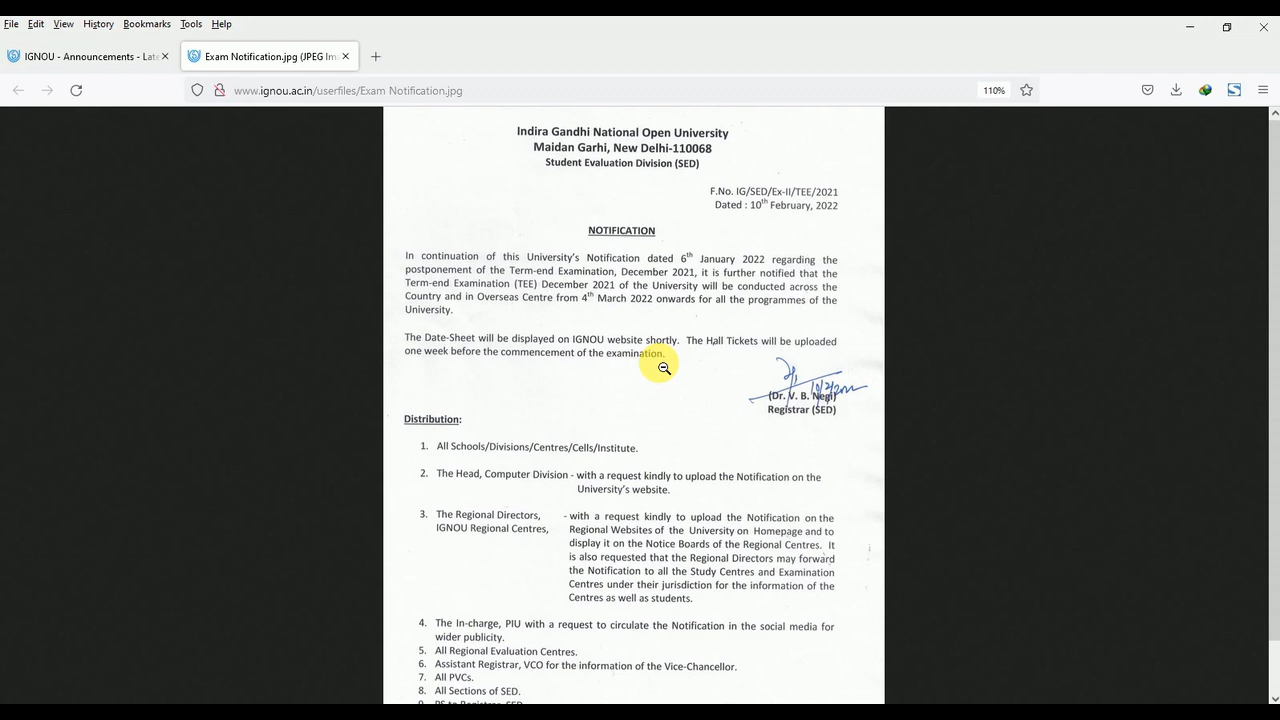 File Edit View History Bookmarks Tools Help
IGNOU - Announcements - Late
Exam Notification.jpg (JPEG Im
www.ignou.ac.in/userfiles/Exam Notification.jpg 110%
Indira Gandhi National Open University
Maidan Garhi, New Delhi-110068
Student Evaluation Division (SED)
F.No. IG/SED/Ex-II/TEE/2021
Dated : 10th February, 2022
NOTIFICATION
In continuation of this University's Notification dated 6th January 2022 regarding the
postponement of the Term-end Examination, December 2021, it is further notified that the
Term-end Examination (TEE) December 2021 of the University will be conducted across the
Country and in Overseas Centre from 4th March 2022 onwards for all the programmes of the
University.
The Date-Sheet will be displayed on IGNOU website shortly. The Hall Tickets will be uploaded
one week before the commencement of the examination.
10/2/2022
(Dr. V. B. Negi)
Registrar (SED)
Distribution:
1. All Schools/Divisions/Centres/Cells/Institute.
2. The Head, Computer Division - with a request kindly to upload the Notification on the
University's website.
3. The Regional Directors, - with a request kindly to upload the Notification on the
IGNOU Regional Centres, Regional Websites of the University on Homepage and to
display it on the Notice Boards of the Regional Centres. It
is also requested that the Regional Directors may forward
the Notification to all the Study Centres and Examination
Centres under their jurisdiction for the information of the
Centres as well as students.
4. The In-charge, PIU with a request to circulate the Notification in the social media for
wider publicity.
5. All Regional Evaluation Centres.
6. Assistant Registrar, VCO for the information of the Vice-Chancellor.
7. All PVCs.
8. All Sections of SED.
9. PS to Registrar, SED